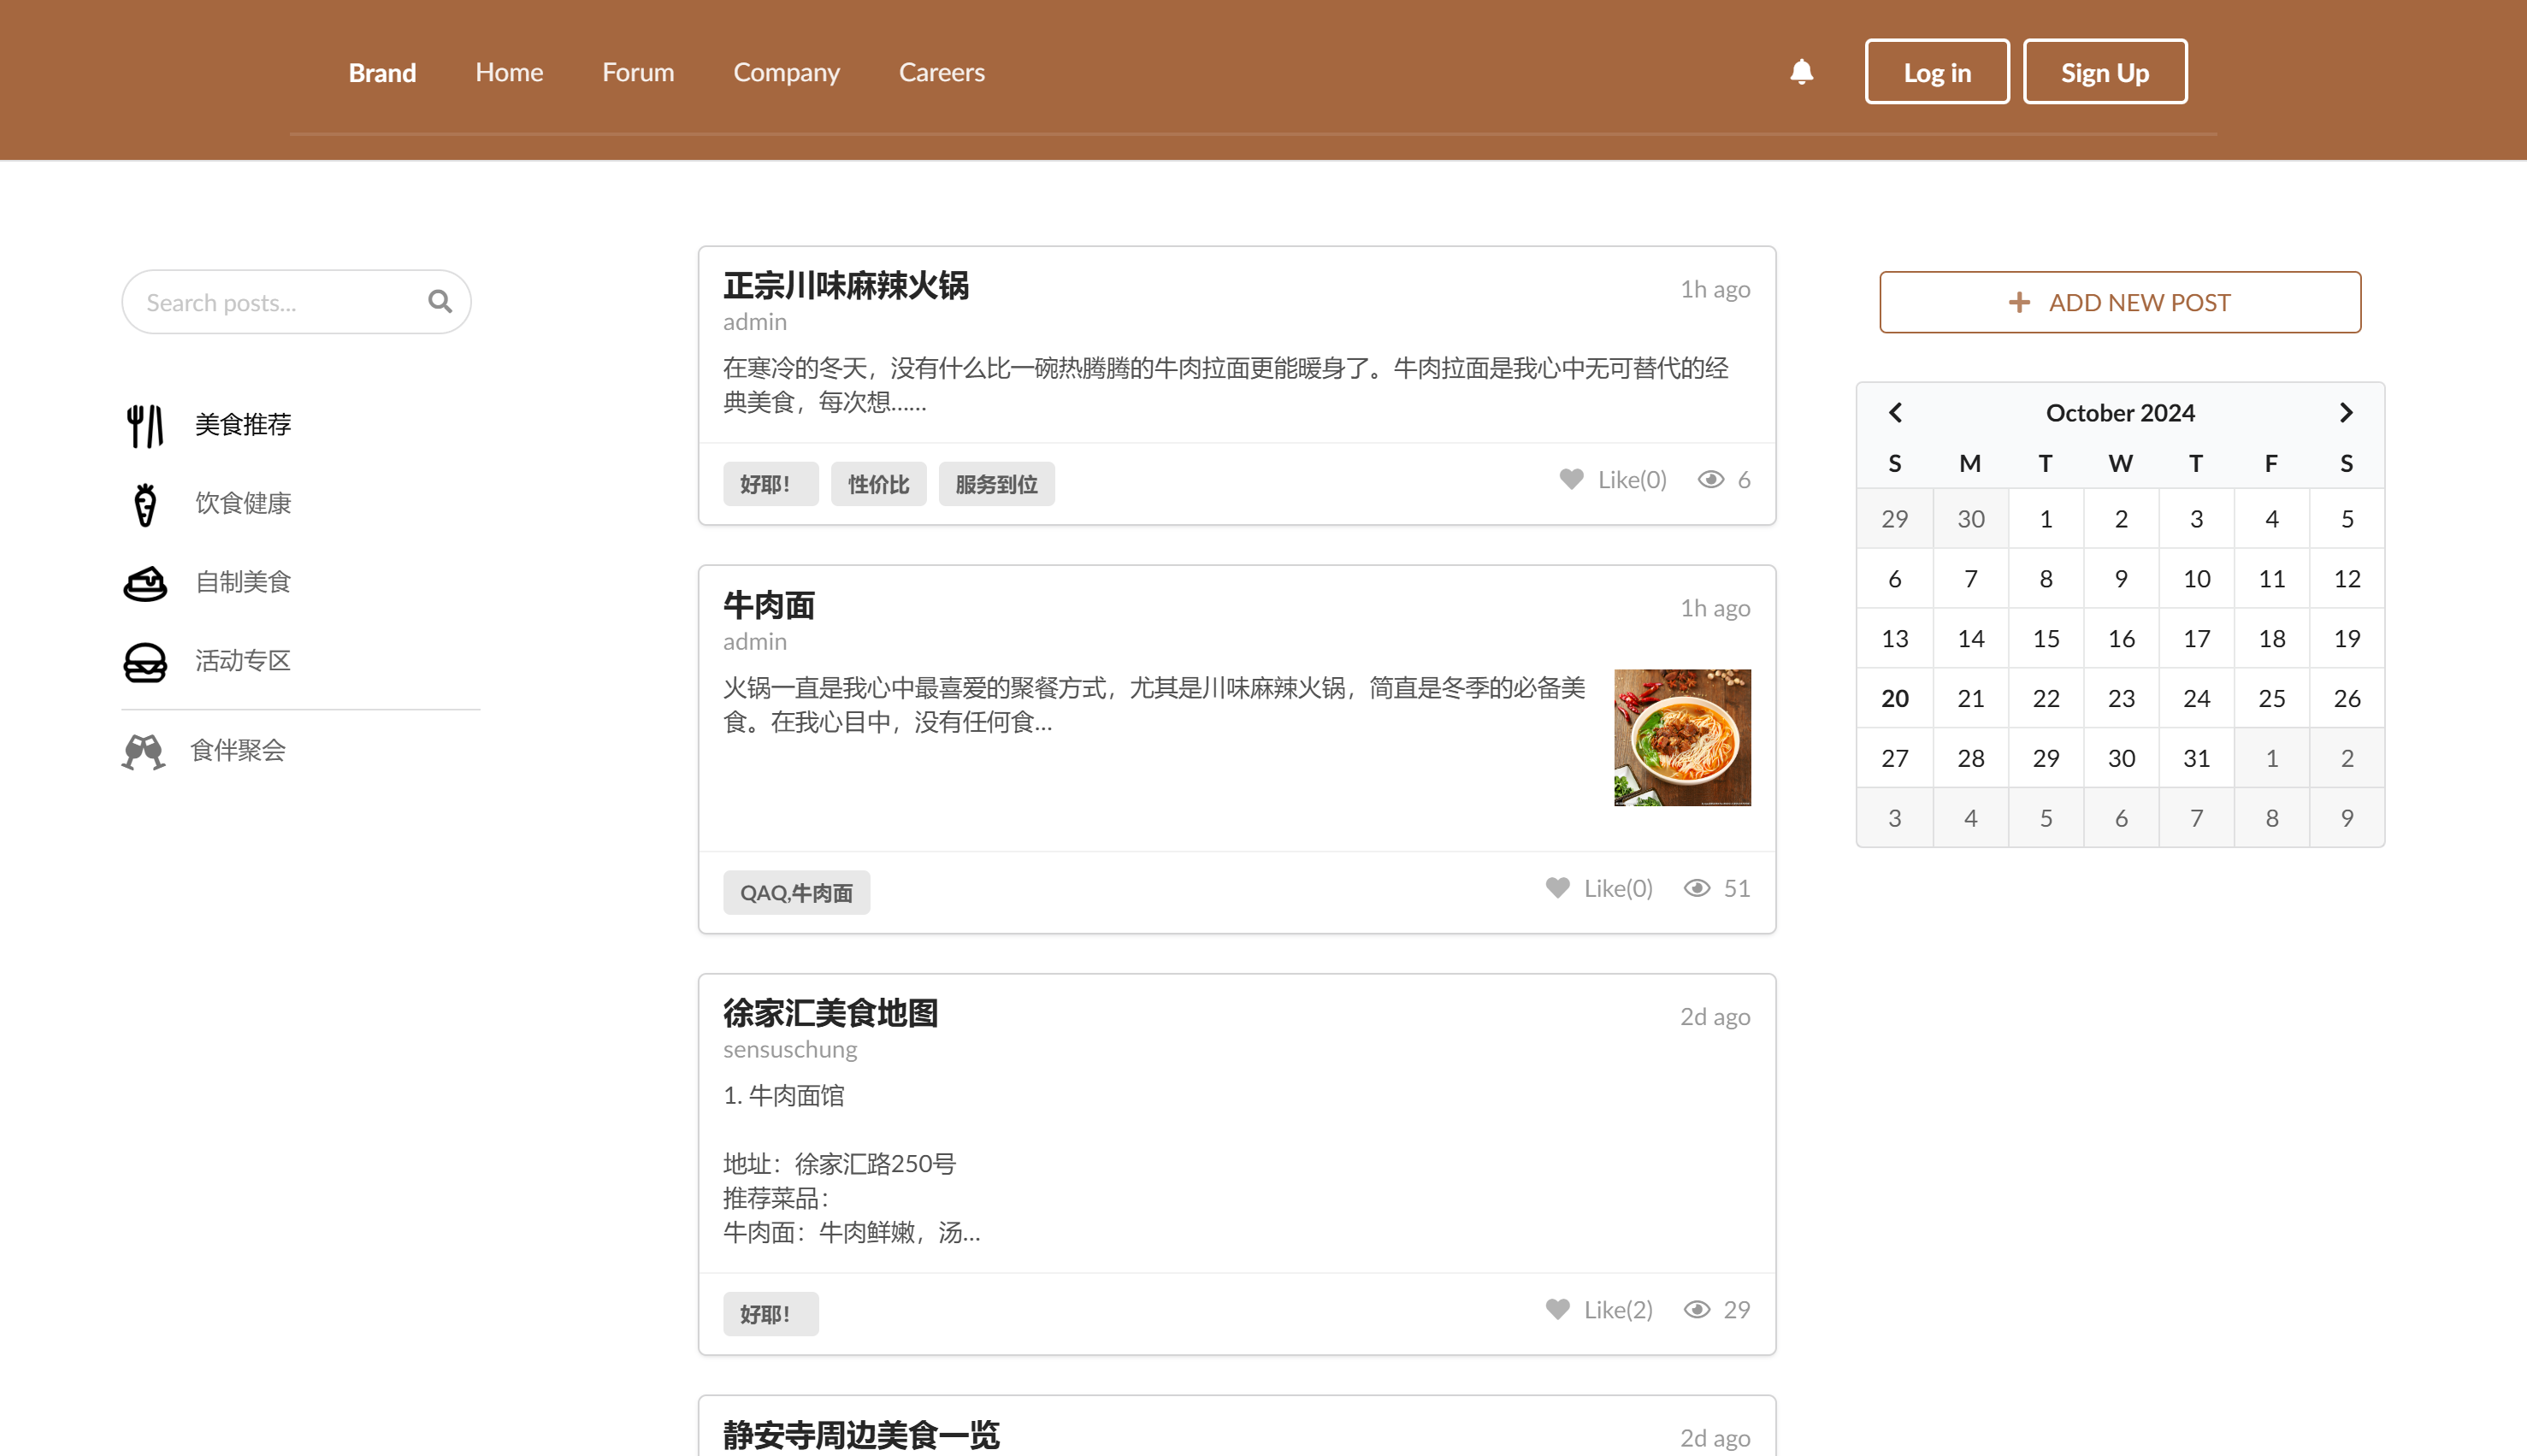 Brand Home Forum Company Careers Log in Sign Up
Search posts...
美食推荐
饮食健康
自制美食
活动专区
食伴聚会
正宗川味麻辣火锅 1h ago
admin
在寒冷的冬天，没有什么比一碗热腾腾的牛肉拉面更能暖身了。牛肉拉面是我心中无可替代的经
典美食，每次想......
好耶！ 性价比 服务到位 Like(0) 6
牛肉面 1h ago
admin
火锅一直是我心中最喜爱的聚餐方式，尤其是川味麻辣火锅，简直是冬季的必备美
食。在我心目中，没有任何食...
QAQ,牛肉面 Like(0) 51
徐家汇美食地图 2d ago
sensuschung
1. 牛肉面馆
地址：徐家汇路250号
推荐菜品：
牛肉面：牛肉鲜嫩，汤...
好耶！ Like(2) 29
静安寺周边美食一览 2d ago
ADD NEW POST
October 2024
S M T W T F S
29 30 1 2 3 4 5
6 7 8 9 10 11 12
13 14 15 16 17 18 19
20 21 22 23 24 25 26
27 28 29 30 31 1 2
3 4 5 6 7 8 9